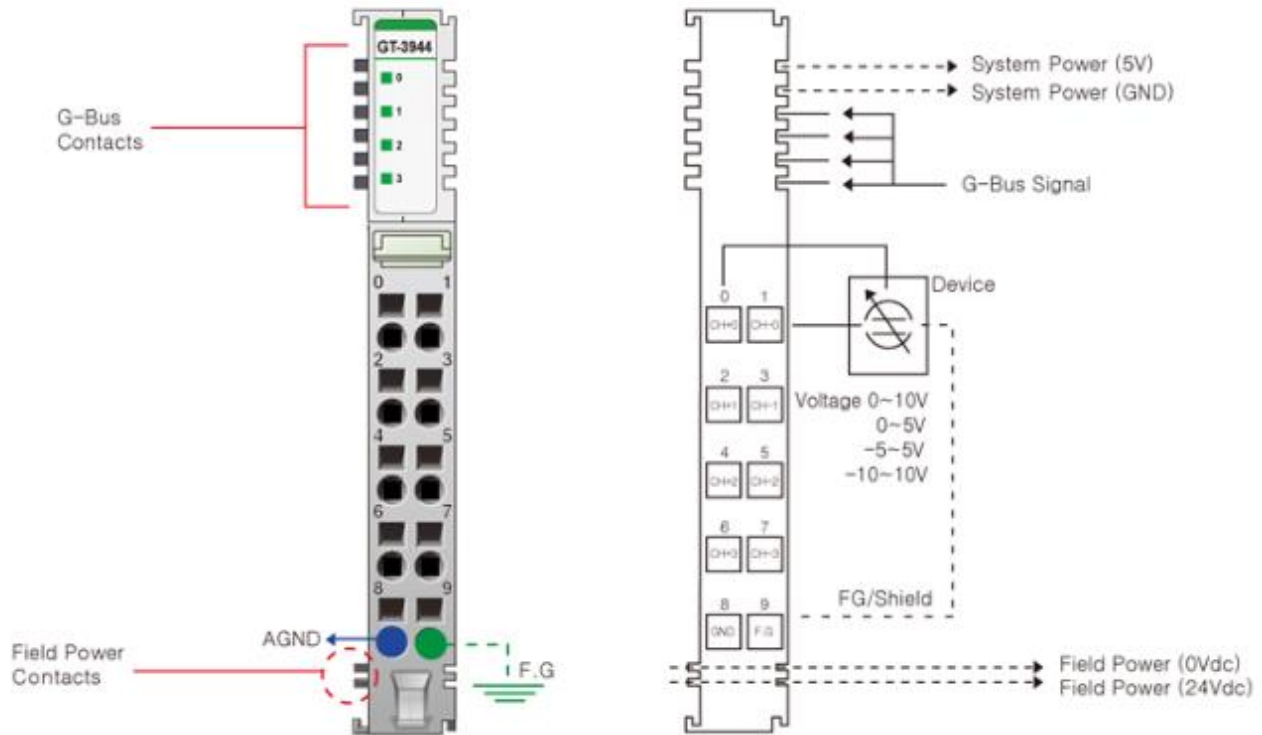 GT-3944
0
1
2
3
G-Bus
Contacts
0 1
2 3
4 5
6 7
8 9
AGND
F.G
Field Power
Contacts
System Power (5V)
System Power (GND)
G-Bus Signal
Device
0 1
CH+0 CH-0
2 3
CH+1 CH-1
4 5
CH+2 CH-2
6 7
CH+3 CH-3
8 9
GND F.G
Voltage 0~10V
0~5V
-5~5V
-10~10V
FG/Shield
Field Power (0Vdc)
Field Power (24Vdc)